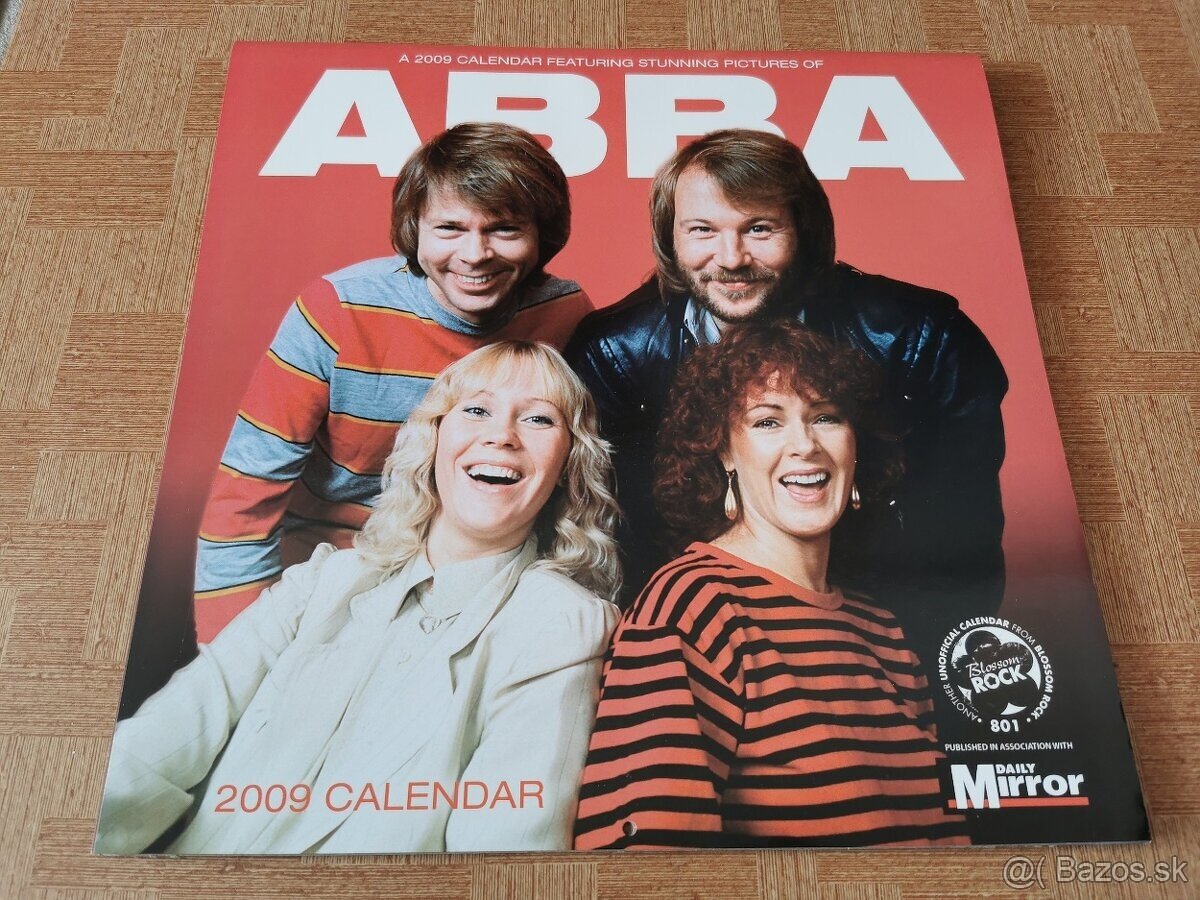 A 2009 CALENDAR FEATURING STUNNING PICTURES OF
ABBA
...ANOTHER UNOFFICIAL CALENDAR FROM BLOSSOM ROCK
Blossom
ROCK
801
PUBLISHED IN ASSOCIATION WITH
DAILY
Mirror
2009 CALENDAR
@( Bazos.sk